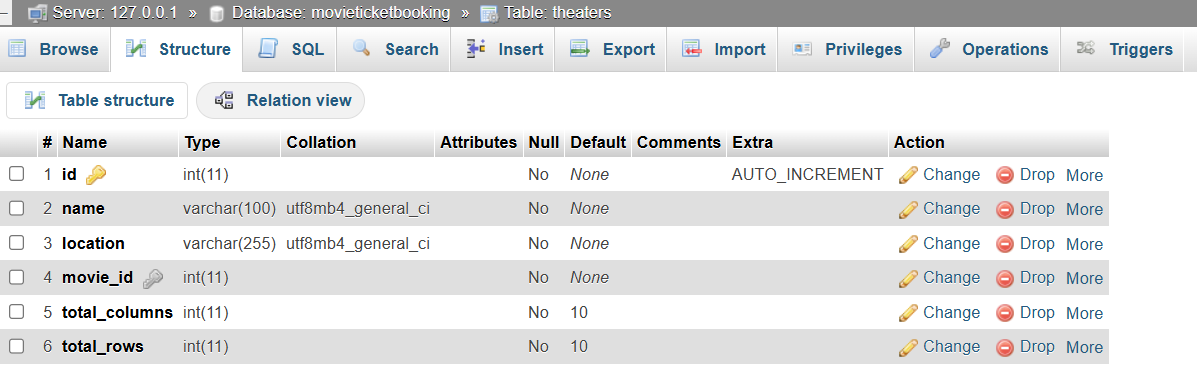 Server: 127.0.0.1 » Database: movieticketbooking » Table: theaters
Browse Structure SQL Search Insert Export Import Privileges Operations Triggers
Table structure Relation view
# Name Type Collation Attributes Null Default Comments Extra Action
1 id int(11) No None AUTO_INCREMENT Change Drop More
2 name varchar(100) utf8mb4_general_ci No None Change Drop More
3 location varchar(255) utf8mb4_general_ci No None Change Drop More
4 movie_id int(11) No None Change Drop More
5 total_columns int(11) No 10 Change Drop More
6 total_rows int(11) No 10 Change Drop More